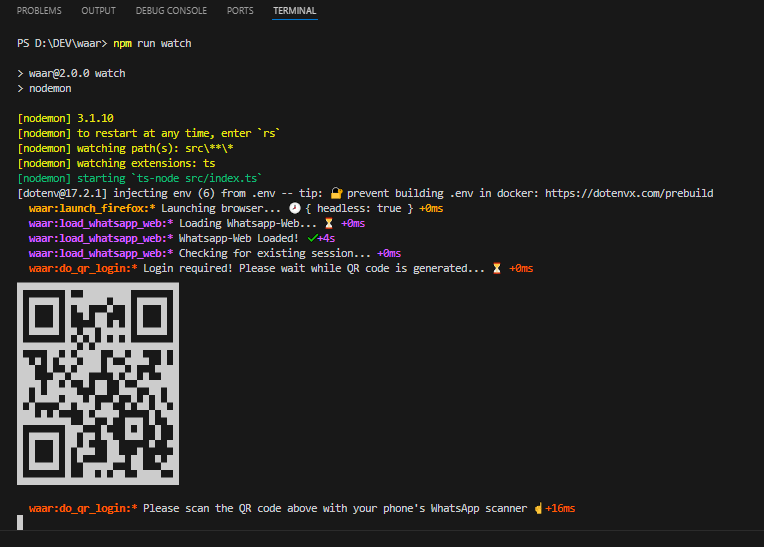 PROBLEMS OUTPUT DEBUG CONSOLE PORTS TERMINAL
PS D:\DEV\waar> npm run watch
> waar@2.0.0 watch
> nodemon
[nodemon] 3.1.10
[nodemon] to restart at any time, enter `rs`
[nodemon] watching path(s): src\**\*
[nodemon] watching extensions: ts
[nodemon] starting `ts-node src/index.ts`
[dotenv@17.2.1] injecting env (6) from .env -- tip: 🔐 prevent building .env in docker: https://dotenvx.com/prebuild
waar:launch_firefox:* Launching browser... 🕗 { headless: true } +0ms
waar:load_whatsapp_web:* Loading Whatsapp-Web... ⏳ +0ms
waar:load_whatsapp_web:* Whatsapp-Web Loaded! ✓+4s
waar:load_whatsapp_web:* Checking for existing session... +0ms
waar:do_qr_login:* Login required! Please wait while QR code is generated... ⏳ +0ms
waar:do_qr_login:* Please scan the QR code above with your phone's WhatsApp scanner ☝+16ms